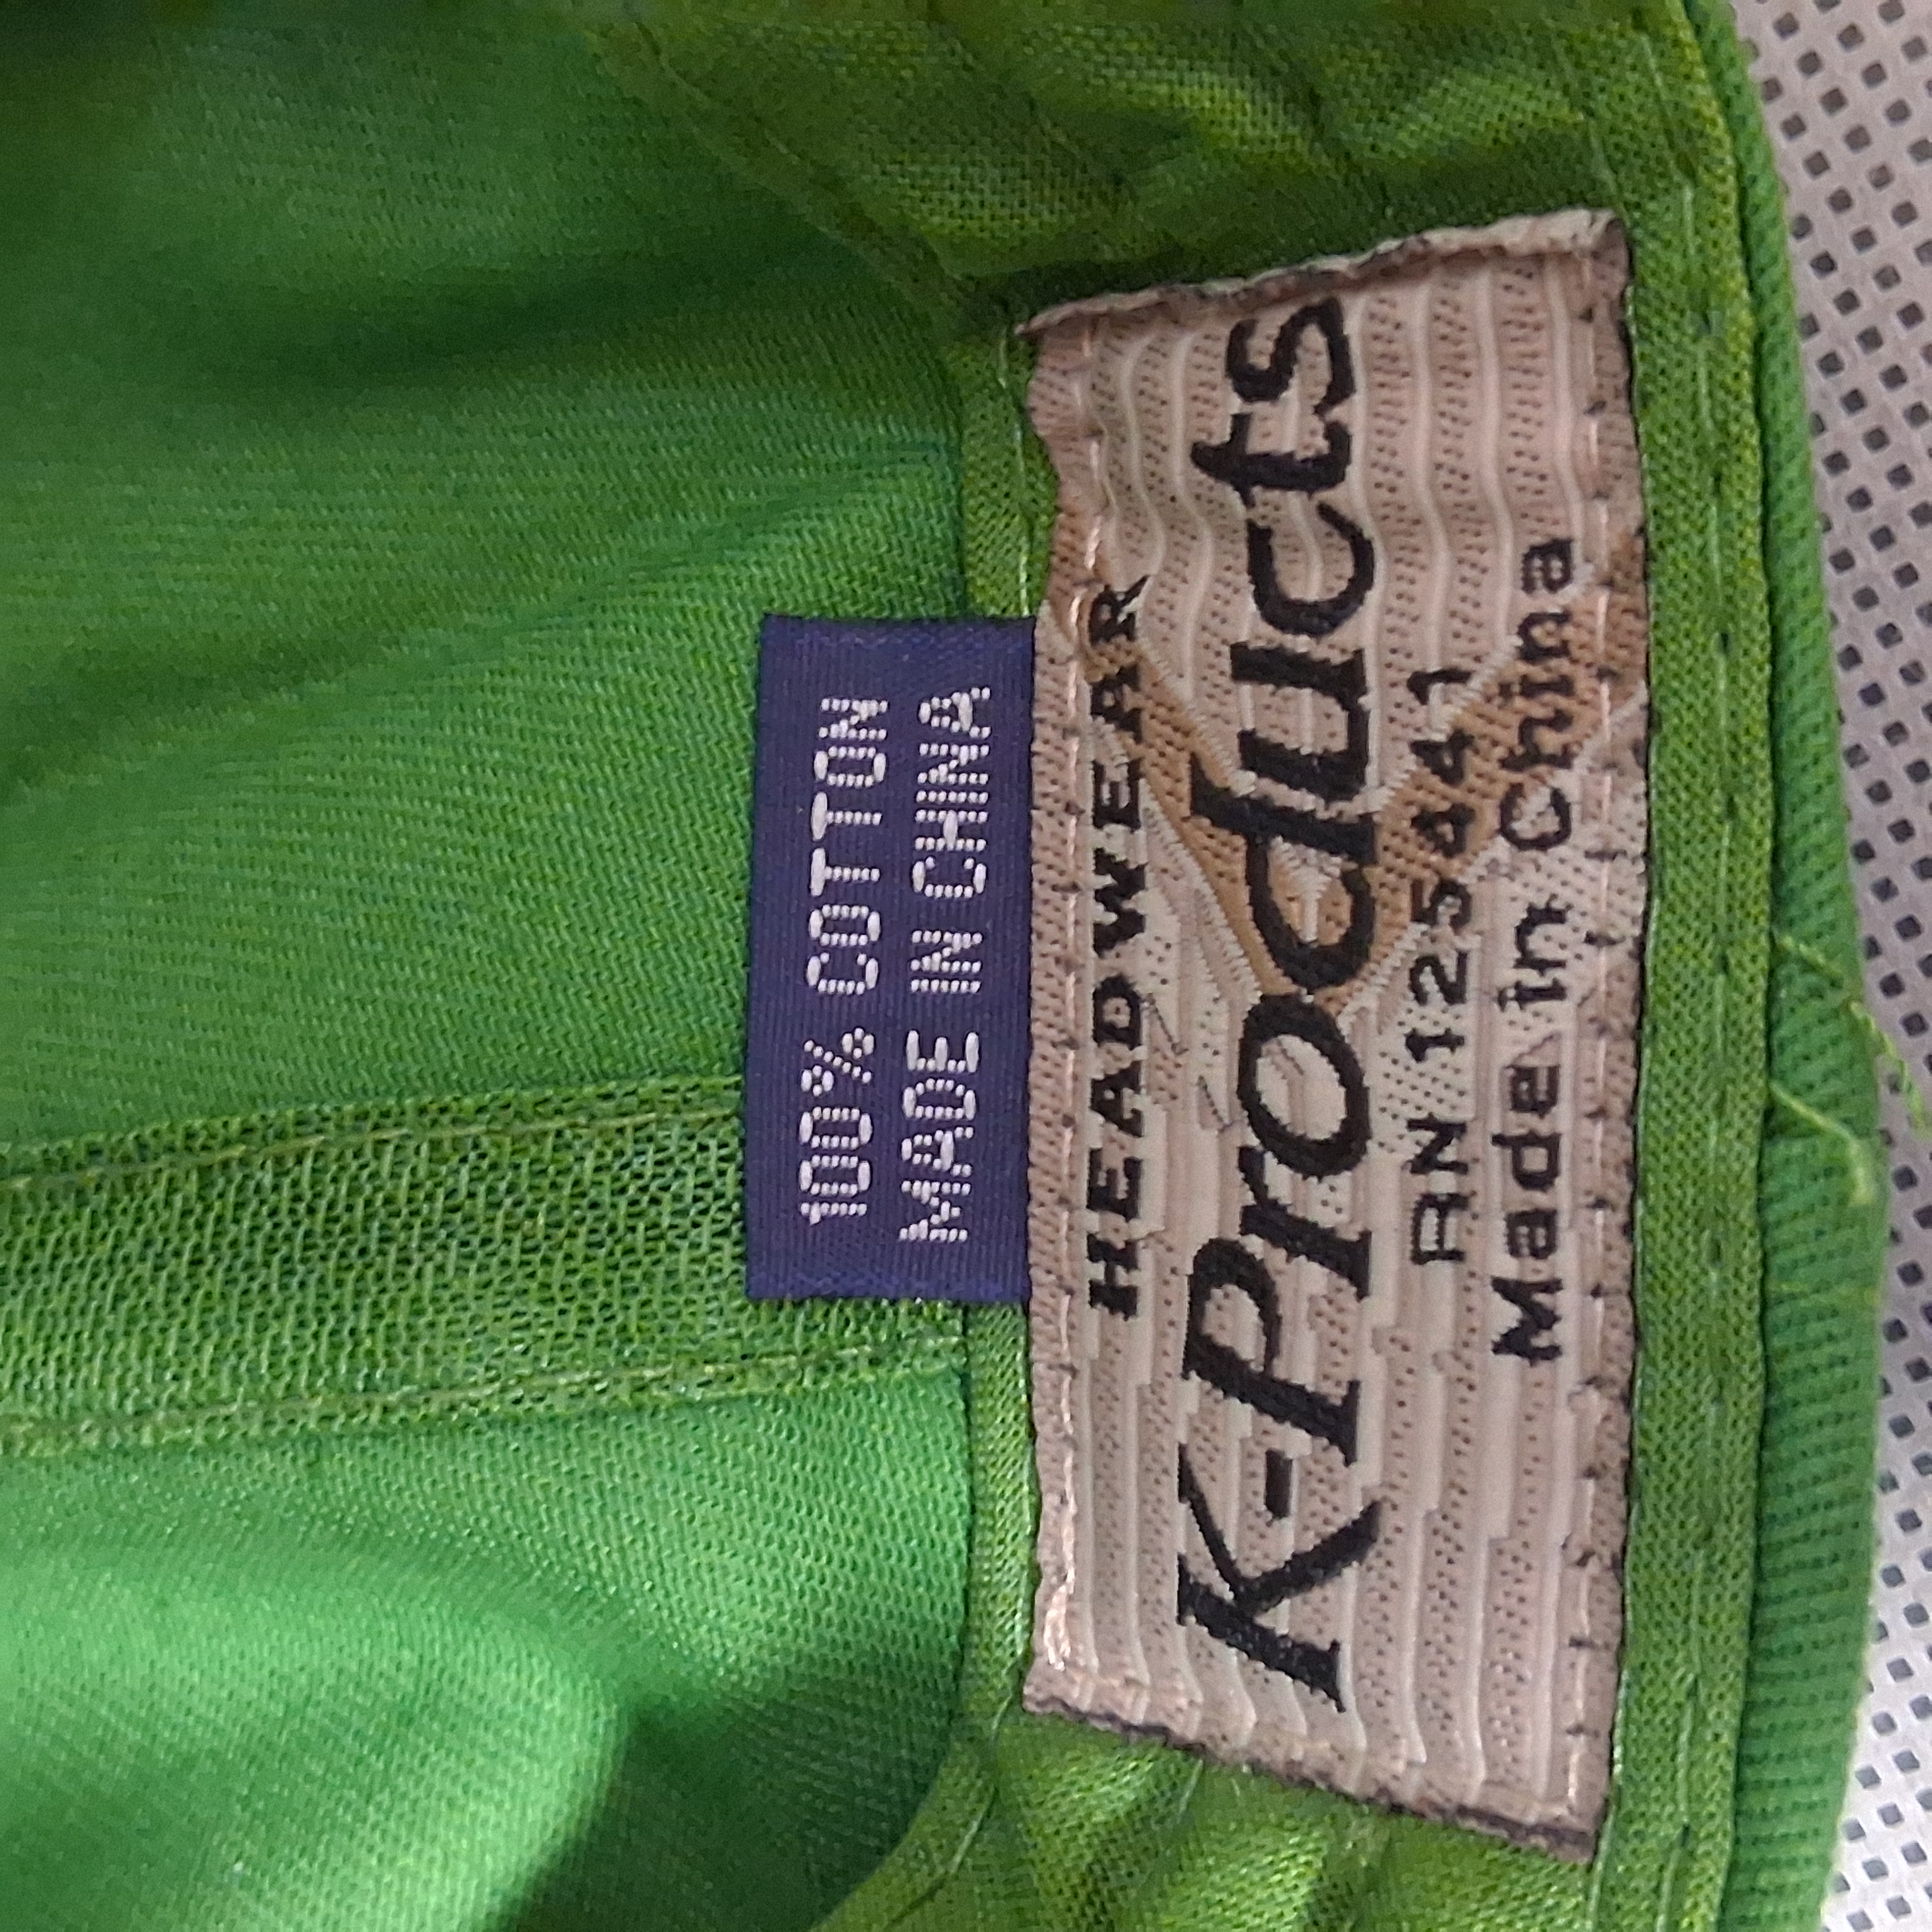 100% COTTON
MADE IN CHINA
HEADWEAR
K-Products
RN 125441
Made in China